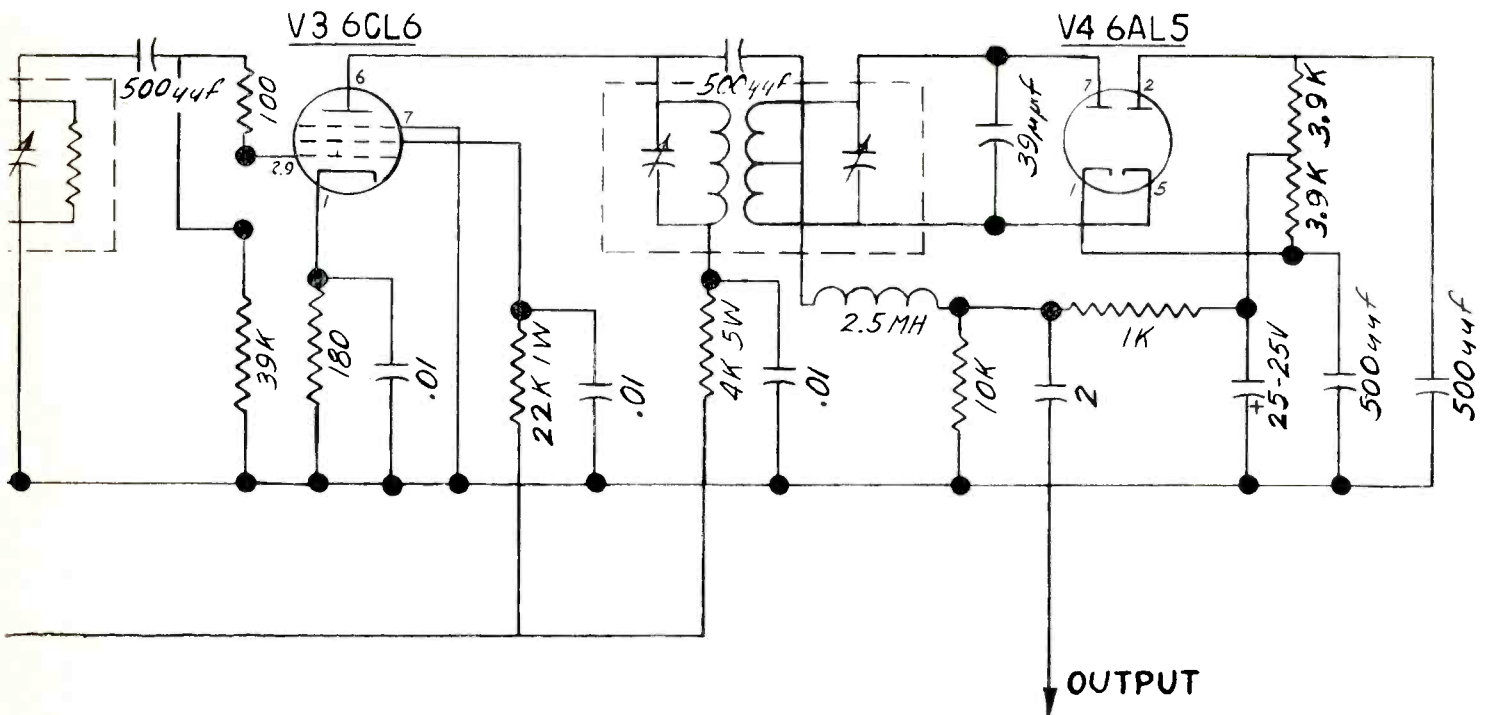 V3 6CL6
V4 6AL5
500µµf
100
6
7
2.9
1
500µµf
39µµf
7
2
1
5
3.9K
3.9K
39K
180
.01
22K 1W
.01
4K 5W
.01
2.5MH
10K
2
1K
+
25-25V
500µµf
500µµf
OUTPUT